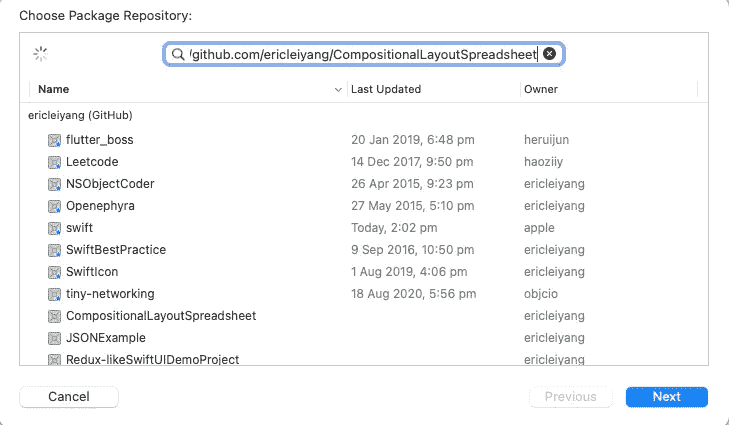 Choose Package Repository:
/github.com/ericleiyang/CompositionalLayoutSpreadsheet
Name Last Updated Owner
ericleiyang (GitHub)
flutter_boss 20 Jan 2019, 6:48 pm heruijun
Leetcode 14 Dec 2017, 9:50 pm haoziiy
NSObjectCoder 26 Apr 2015, 9:23 pm ericleiyang
Openephyra 27 May 2015, 5:10 pm ericleiyang
swift Today, 2:02 pm apple
SwiftBestPractice 9 Sep 2016, 10:50 pm ericleiyang
SwiftIcon 1 Aug 2019, 4:06 pm ericleiyang
tiny-networking 18 Aug 2020, 5:56 pm objcio
CompositionalLayoutSpreadsheet ericleiyang
JSONExample ericleiyang
Redux-likeSwiftUIDemoProject ericleiyang
Cancel Previous Next